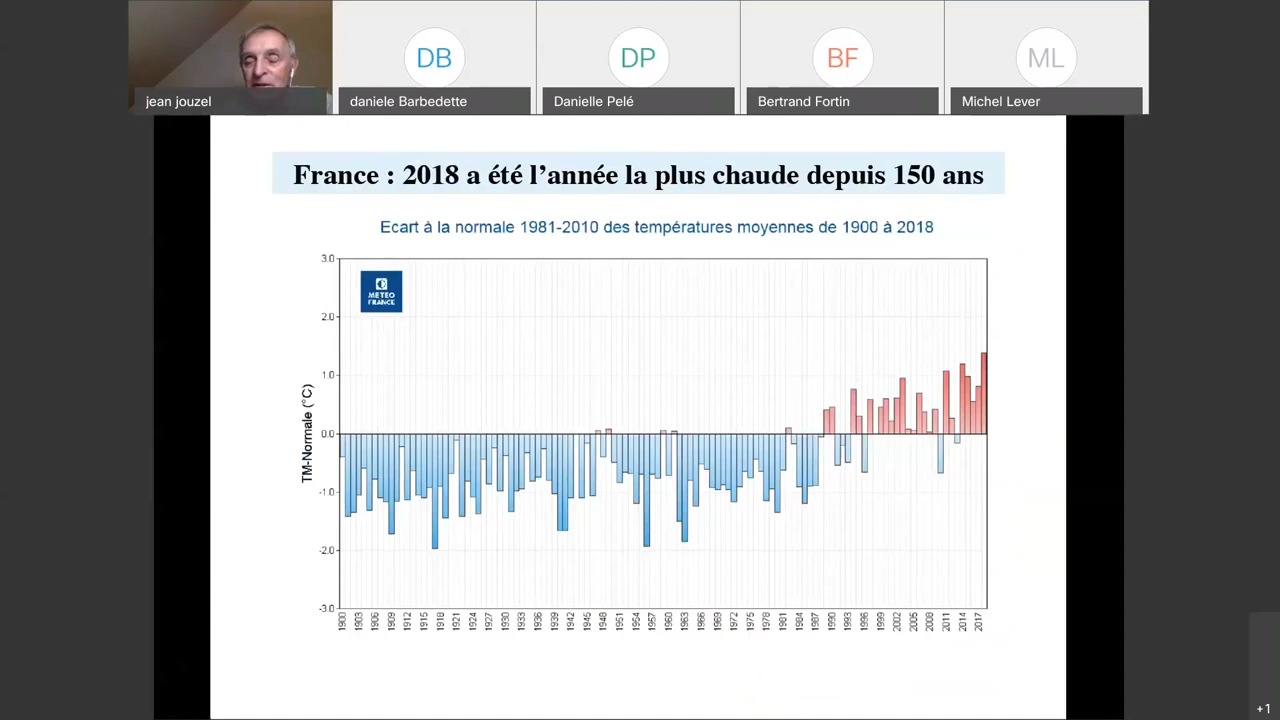 DB
DP
BF
ML
jean jouzel
daniele Barbedette
Danielle Pelé
Bertrand Fortin
Michel Lever
France : 2018 a été l’année la plus chaude depuis 150 ans
Ecart à la normale 1981-2010 des températures moyennes de 1900 à 2018
METEO
FRANCE
3.0
2.0
1.0
0.0
-1.0
-2.0
-3.0
TM-Normale (°C)
1900 1903 1906 1909 1912 1915 1918 1921 1924 1927 1930 1933 1936 1939 1942 1945 1948 1951 1954 1957 1960 1963 1966 1969 1972 1975 1978 1981 1984 1987 1990 1993 1996 1999 2002 2005 2008 2011 2014 2017
+1